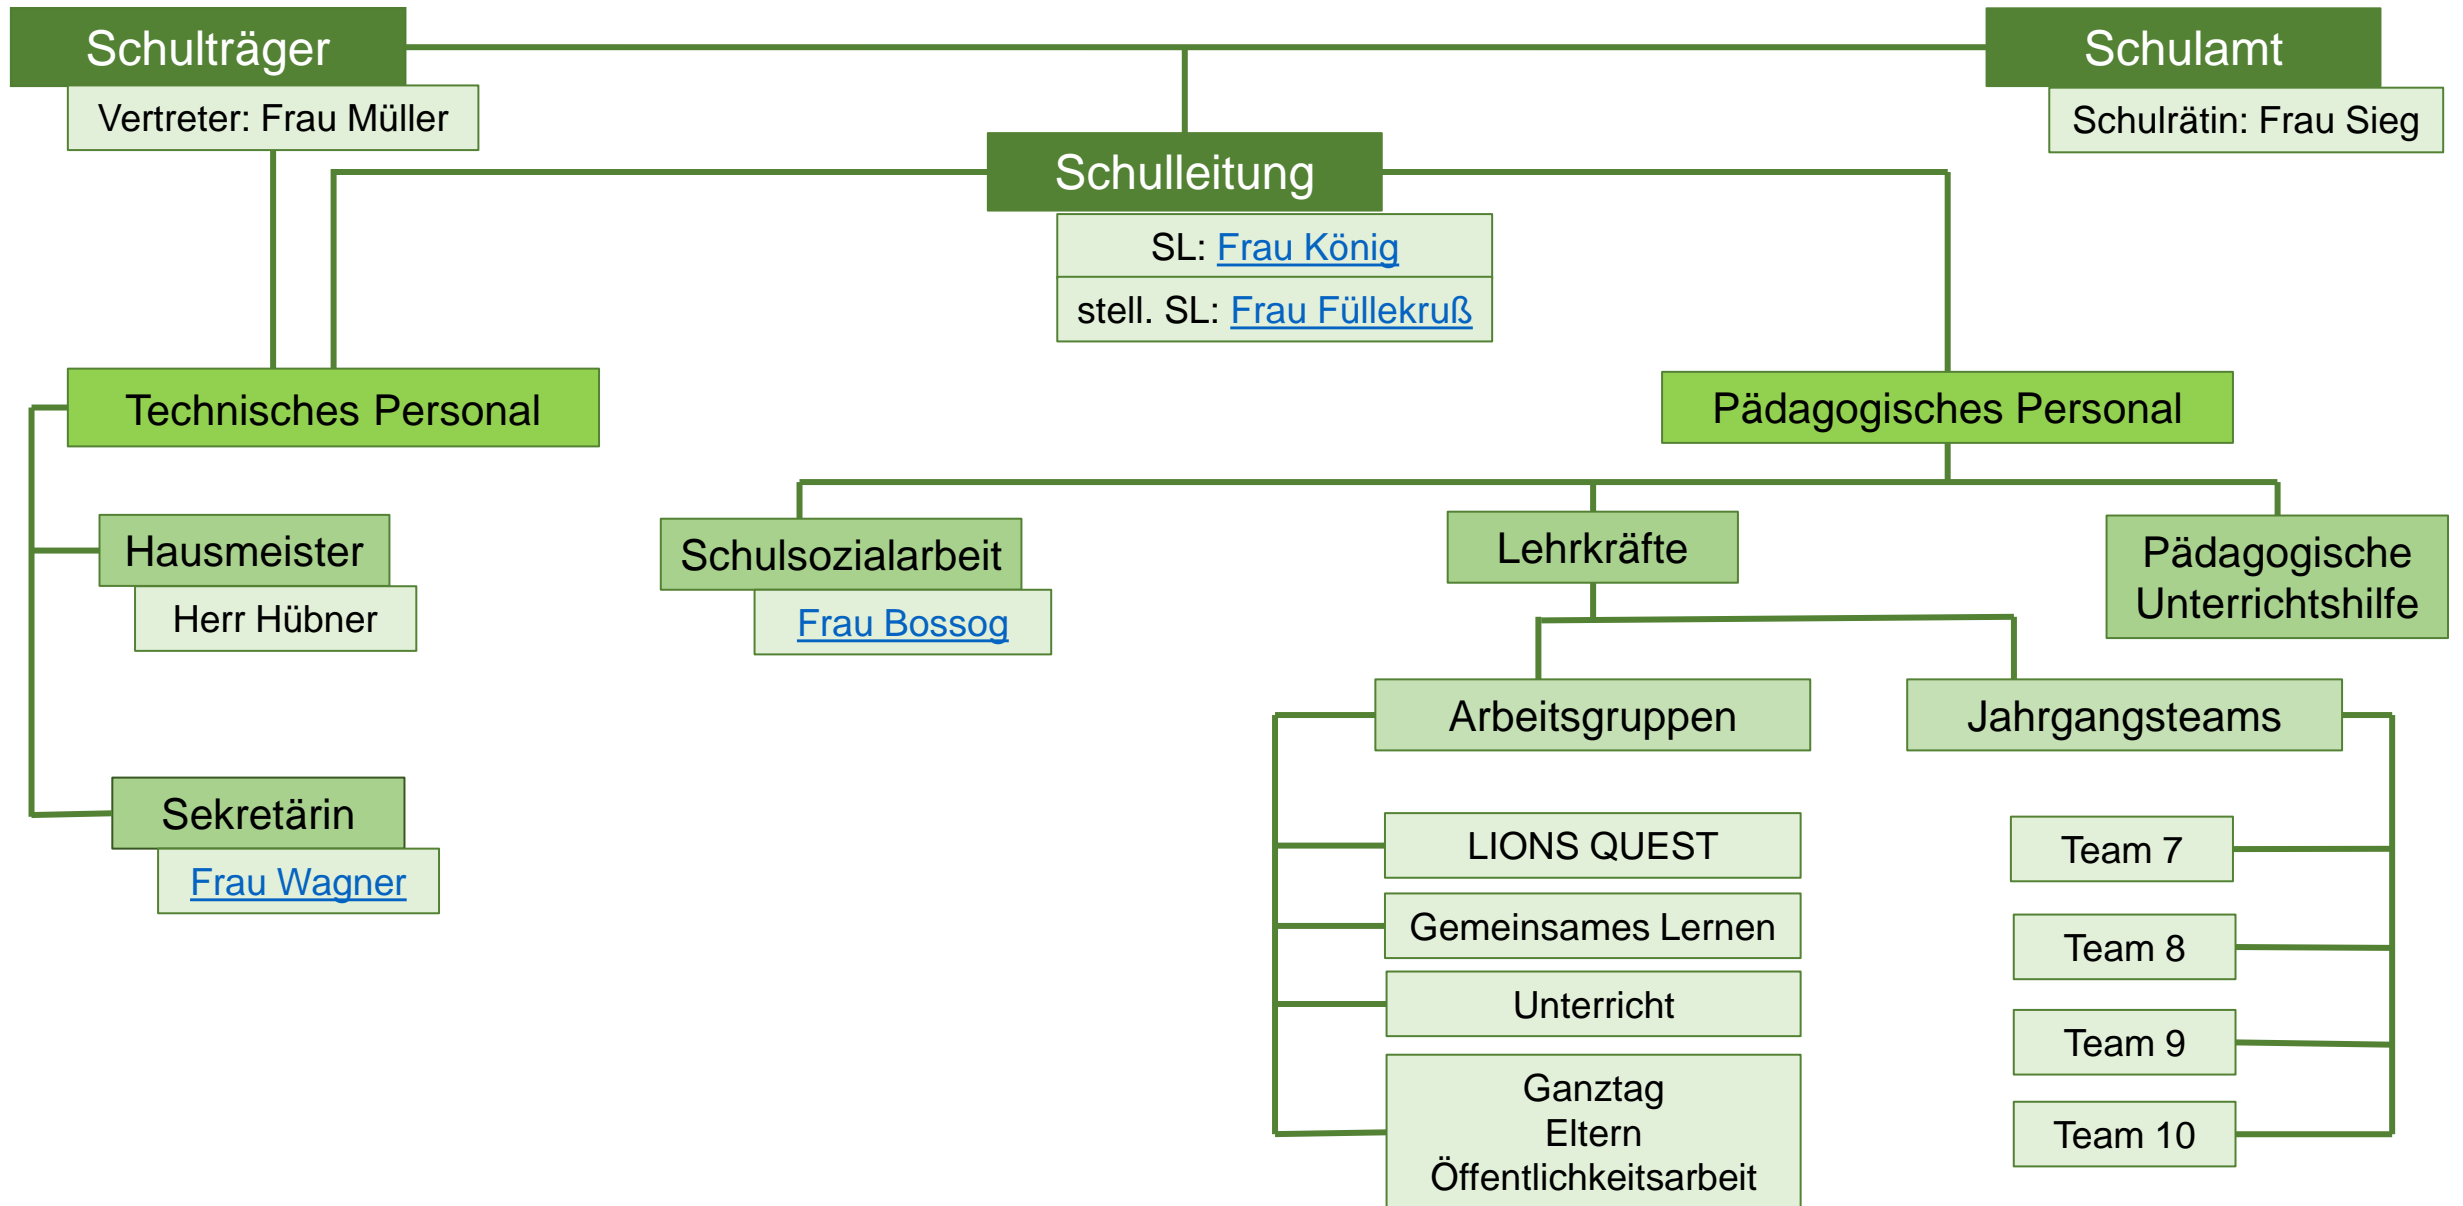 Schulträger
Schulamt
Vertreter: Frau Müller
Schulrätin: Frau Sieg
Schulleitung
SL: Frau König
stell. SL: Frau Füllekruß
Technisches Personal
Pädagogisches Personal
Hausmeister
Herr Hübner
Schulsozialarbeit
Frau Bossog
Lehrkräfte
Pädagogische
Unterrichtshilfe
Arbeitsgruppen
Jahrgangsteams
Sekretärin
Frau Wagner
LIONS QUEST
Gemeinsames Lernen
Unterricht
Ganztag
Eltern
Öffentlichkeitsarbeit
Team 7
Team 8
Team 9
Team 10